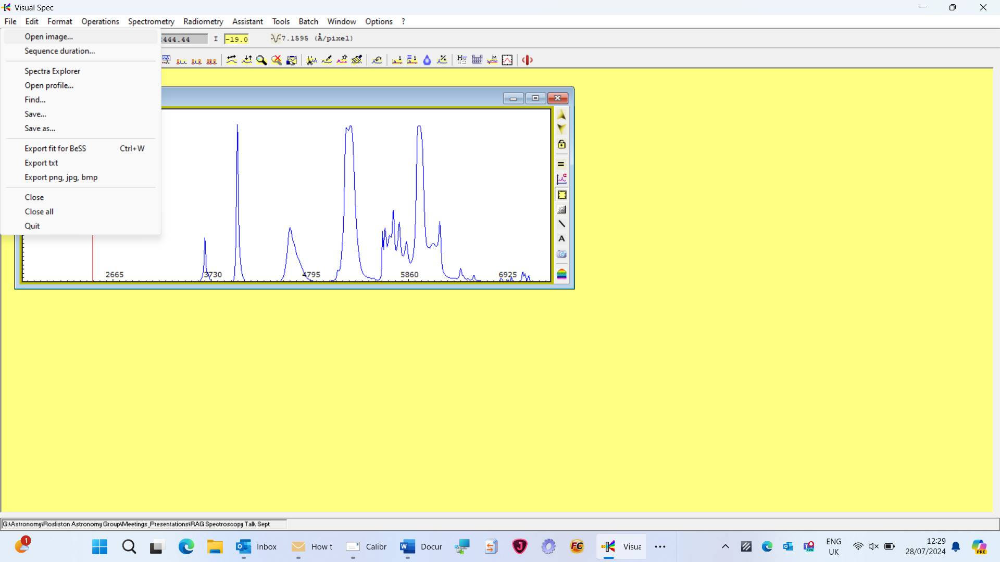 Visual Spec
File Edit Format Operations Spectrometry Radiometry Assistant Tools Batch Window Options ?
444.44 I -19.0 7.1595 (Å/pixel)
Open image...
Sequence duration...
Spectra Explorer
Open profile...
Find...
Save...
Save as...
Export fit for BeSS Ctrl+W
Export txt
Export png, jpg, bmp
Close
Close all
Quit
A
2665 3730 4795 5860 6925
G:\Astronomy\Rosliston Astronomy Group\Meetings_Presentations\RAG Spectroscopy Talk Sept
1 Inbox How t Calibr Docur FC Visua ENG 12:29
UK 28/07/2024